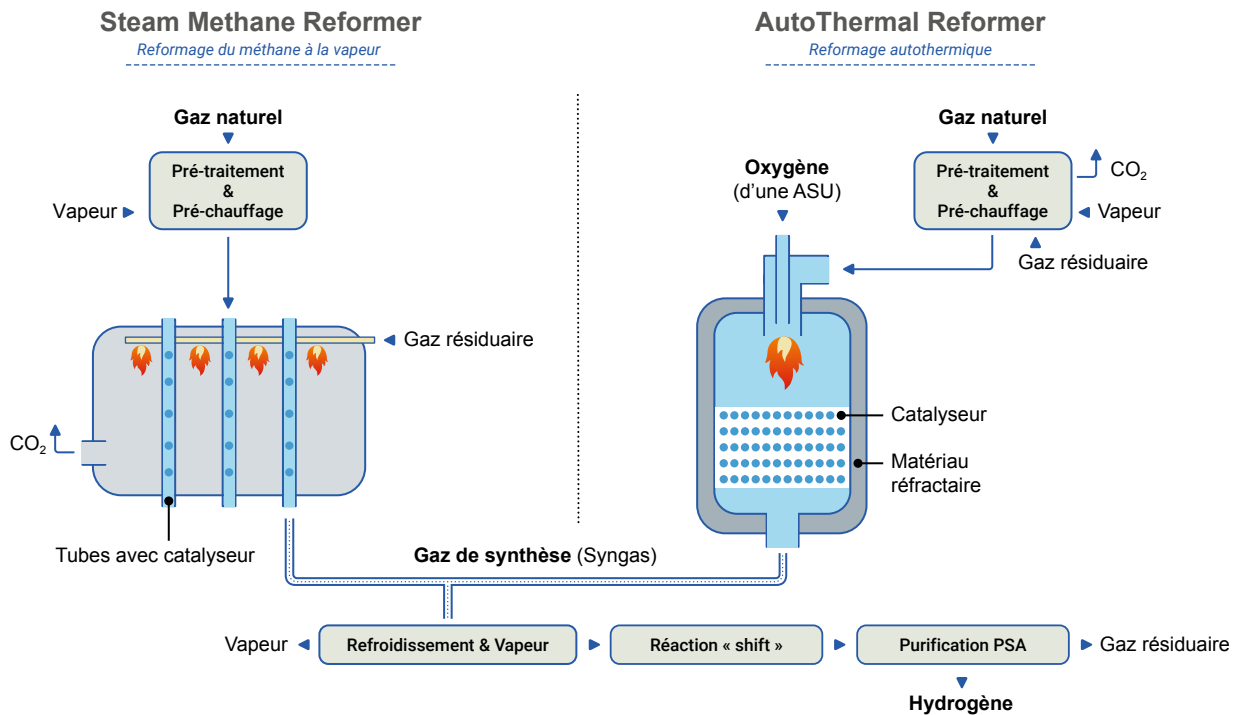 Steam Methane Reformer
Reformage du méthane à la vapeur
Gaz naturel
Pré-traitement
&
Pré-chauffage
Vapeur
Gaz résiduaire
CO₂
Tubes avec catalyseur
AutoThermal Reformer
Reformage autothermique
Gaz naturel
Oxygène
(d'une ASU)
Pré-traitement
&
Pré-chauffage
CO₂
Vapeur
Gaz résiduaire
Catalyseur
Matériau
réfractaire
Gaz de synthèse (Syngas)
Vapeur
Refroidissement & Vapeur
Réaction « shift »
Purification PSA
Gaz résiduaire
Hydrogène